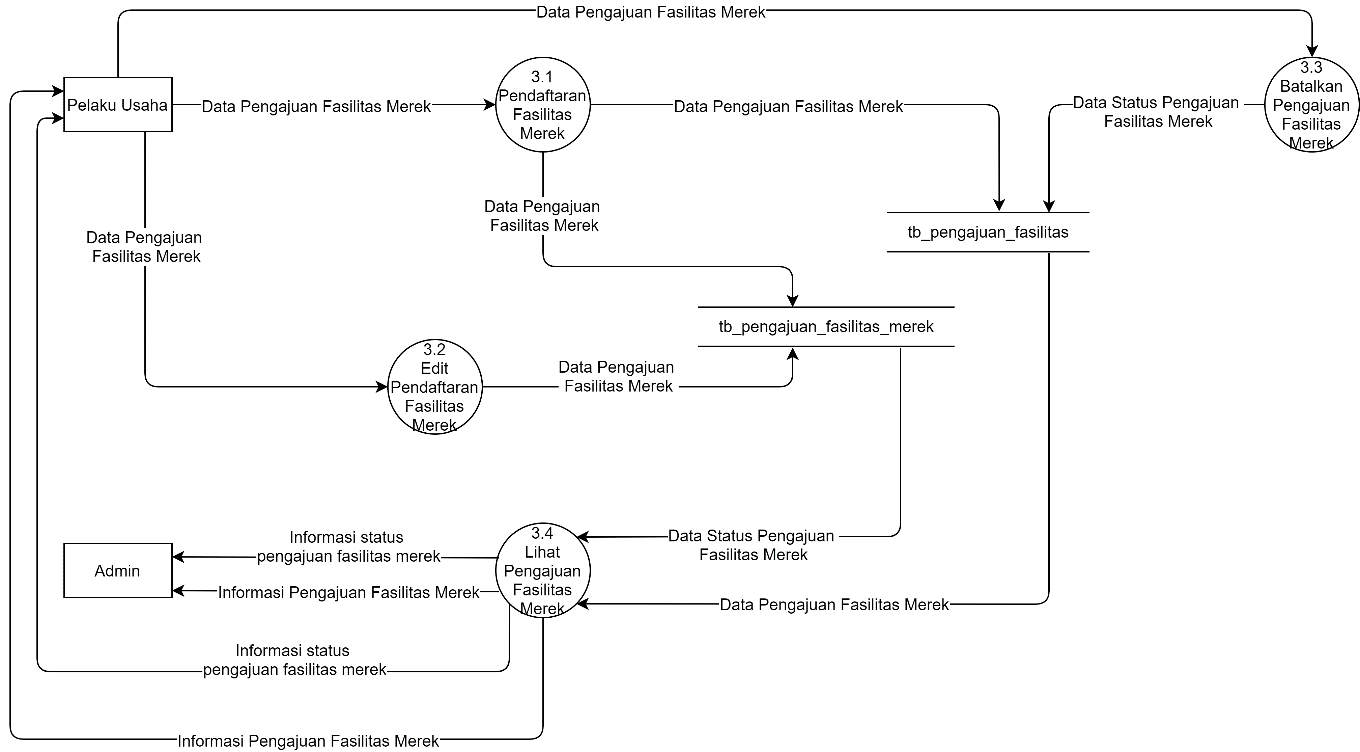 Data Pengajuan Fasilitas Merek
Pelaku Usaha
Data Pengajuan Fasilitas Merek
3.1
Pendaftaran
Fasilitas
Merek
Data Pengajuan Fasilitas Merek
Data Status Pengajuan
Fasilitas Merek
3.3
Batalkan
Pengajuan
Fasilitas
Merek
Data Pengajuan
Fasilitas Merek
Data Pengajuan
Fasilitas Merek
tb_pengajuan_fasilitas
tb_pengajuan_fasilitas_merek
3.2
Edit
Pendaftaran
Fasilitas
Merek
Data Pengajuan
Fasilitas Merek
Informasi status
pengajuan fasilitas merek
3.4
Lihat
Pengajuan
Fasilitas
Merek
Data Status Pengajuan
Fasilitas Merek
Admin
Informasi Pengajuan Fasilitas Merek
Data Pengajuan Fasilitas Merek
Informasi status
pengajuan fasilitas merek
Informasi Pengajuan Fasilitas Merek